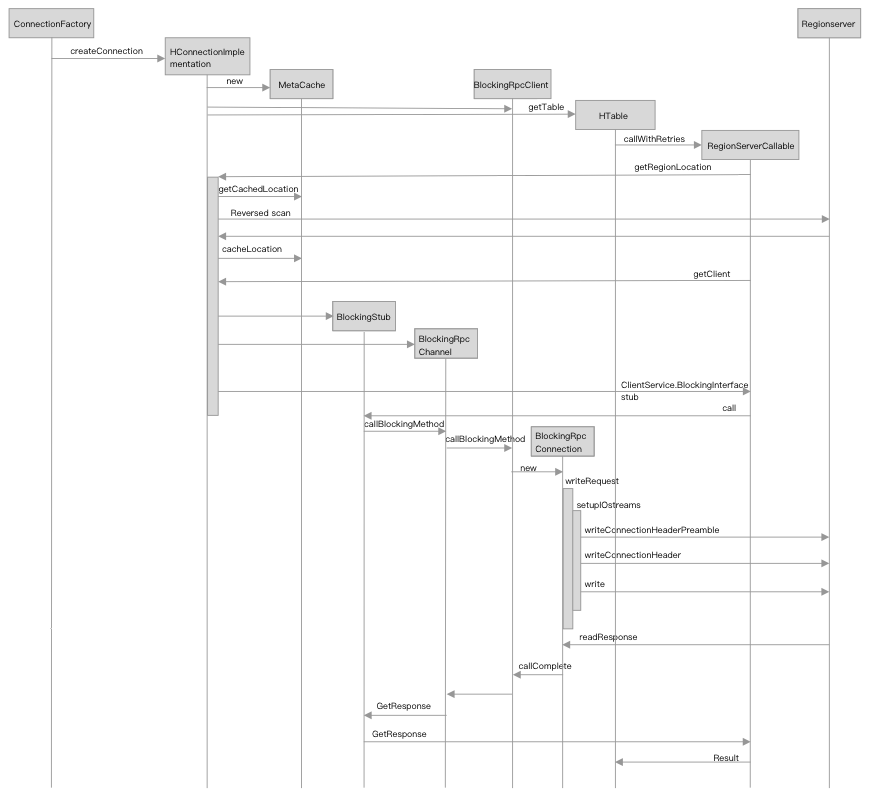 ConnectionFactory
Regionserver
createConnection
HConnectionImple
mentation
new
MetaCache
BlockingRpcClient
getTable
HTable
callWithRetries
RegionServerCallable
getRegionLocation
getCachedLocation
Reversed scan
cacheLocation
getClient
BlockingStub
BlockingRpc
Channel
ClientService.BlockingInterface
stub
call
callBlockingMethod
callBlockingMethod
BlockingRpc
Connection
new
writeRequest
setupIOstreams
writeConnectionHeaderPreamble
writeConnectionHeader
write
readResponse
callComplete
GetResponse
GetResponse
Result